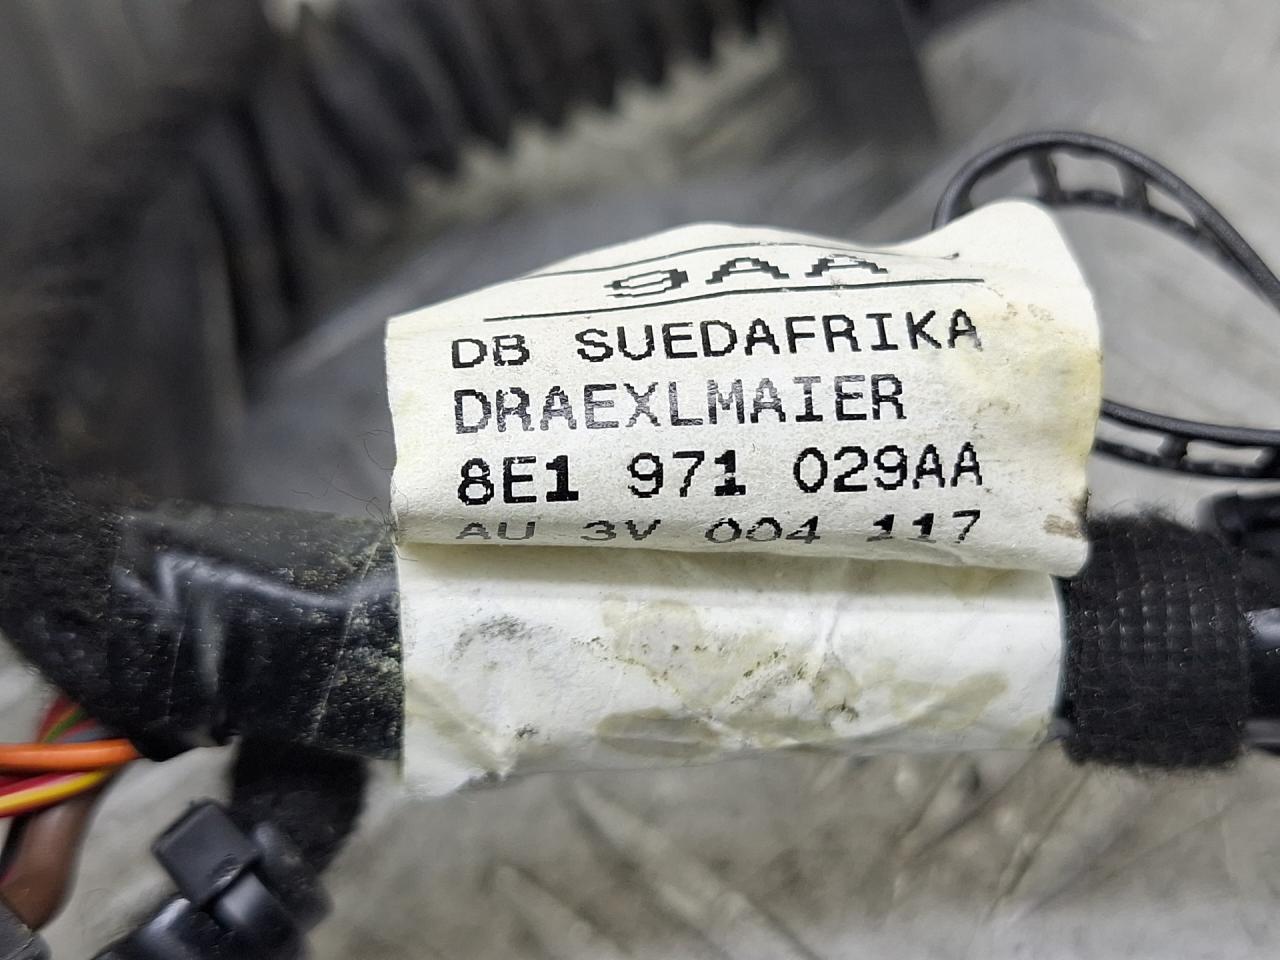 9AA
DB SUEDAFRIKA
DRAEXLMAIER
8E1 971 029AA
AU 3V 004 117